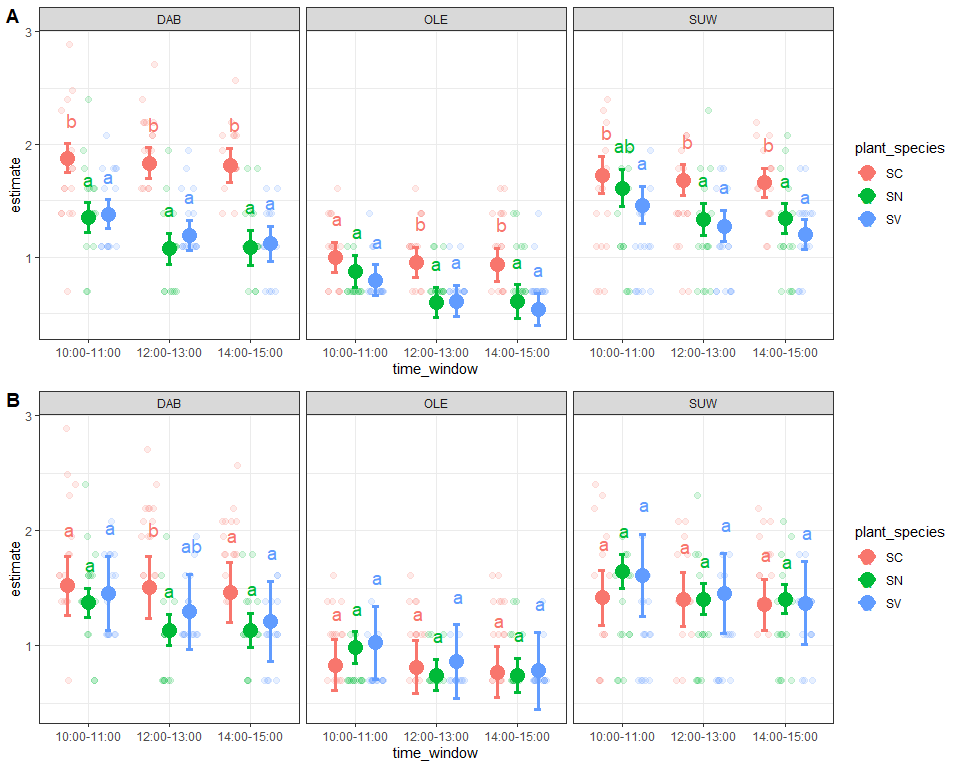 A
DAB OLE SUW
3
2
1
estimate
b b b
a a a a a a
a a b a a b a a a
b ab a b a a b a a
10:00-11:00 12:00-13:00 14:00-15:00 10:00-11:00 12:00-13:00 14:00-15:00 10:00-11:00 12:00-13:00 14:00-15:00
time_window
plant_species
SC
SN
SV
B
DAB OLE SUW
3
2
1
estimate
a a a b a ab a a a
a a a a a a a a a
a a a a a a a a a
10:00-11:00 12:00-13:00 14:00-15:00 10:00-11:00 12:00-13:00 14:00-15:00 10:00-11:00 12:00-13:00 14:00-15:00
time_window
plant_species
SC
SN
SV